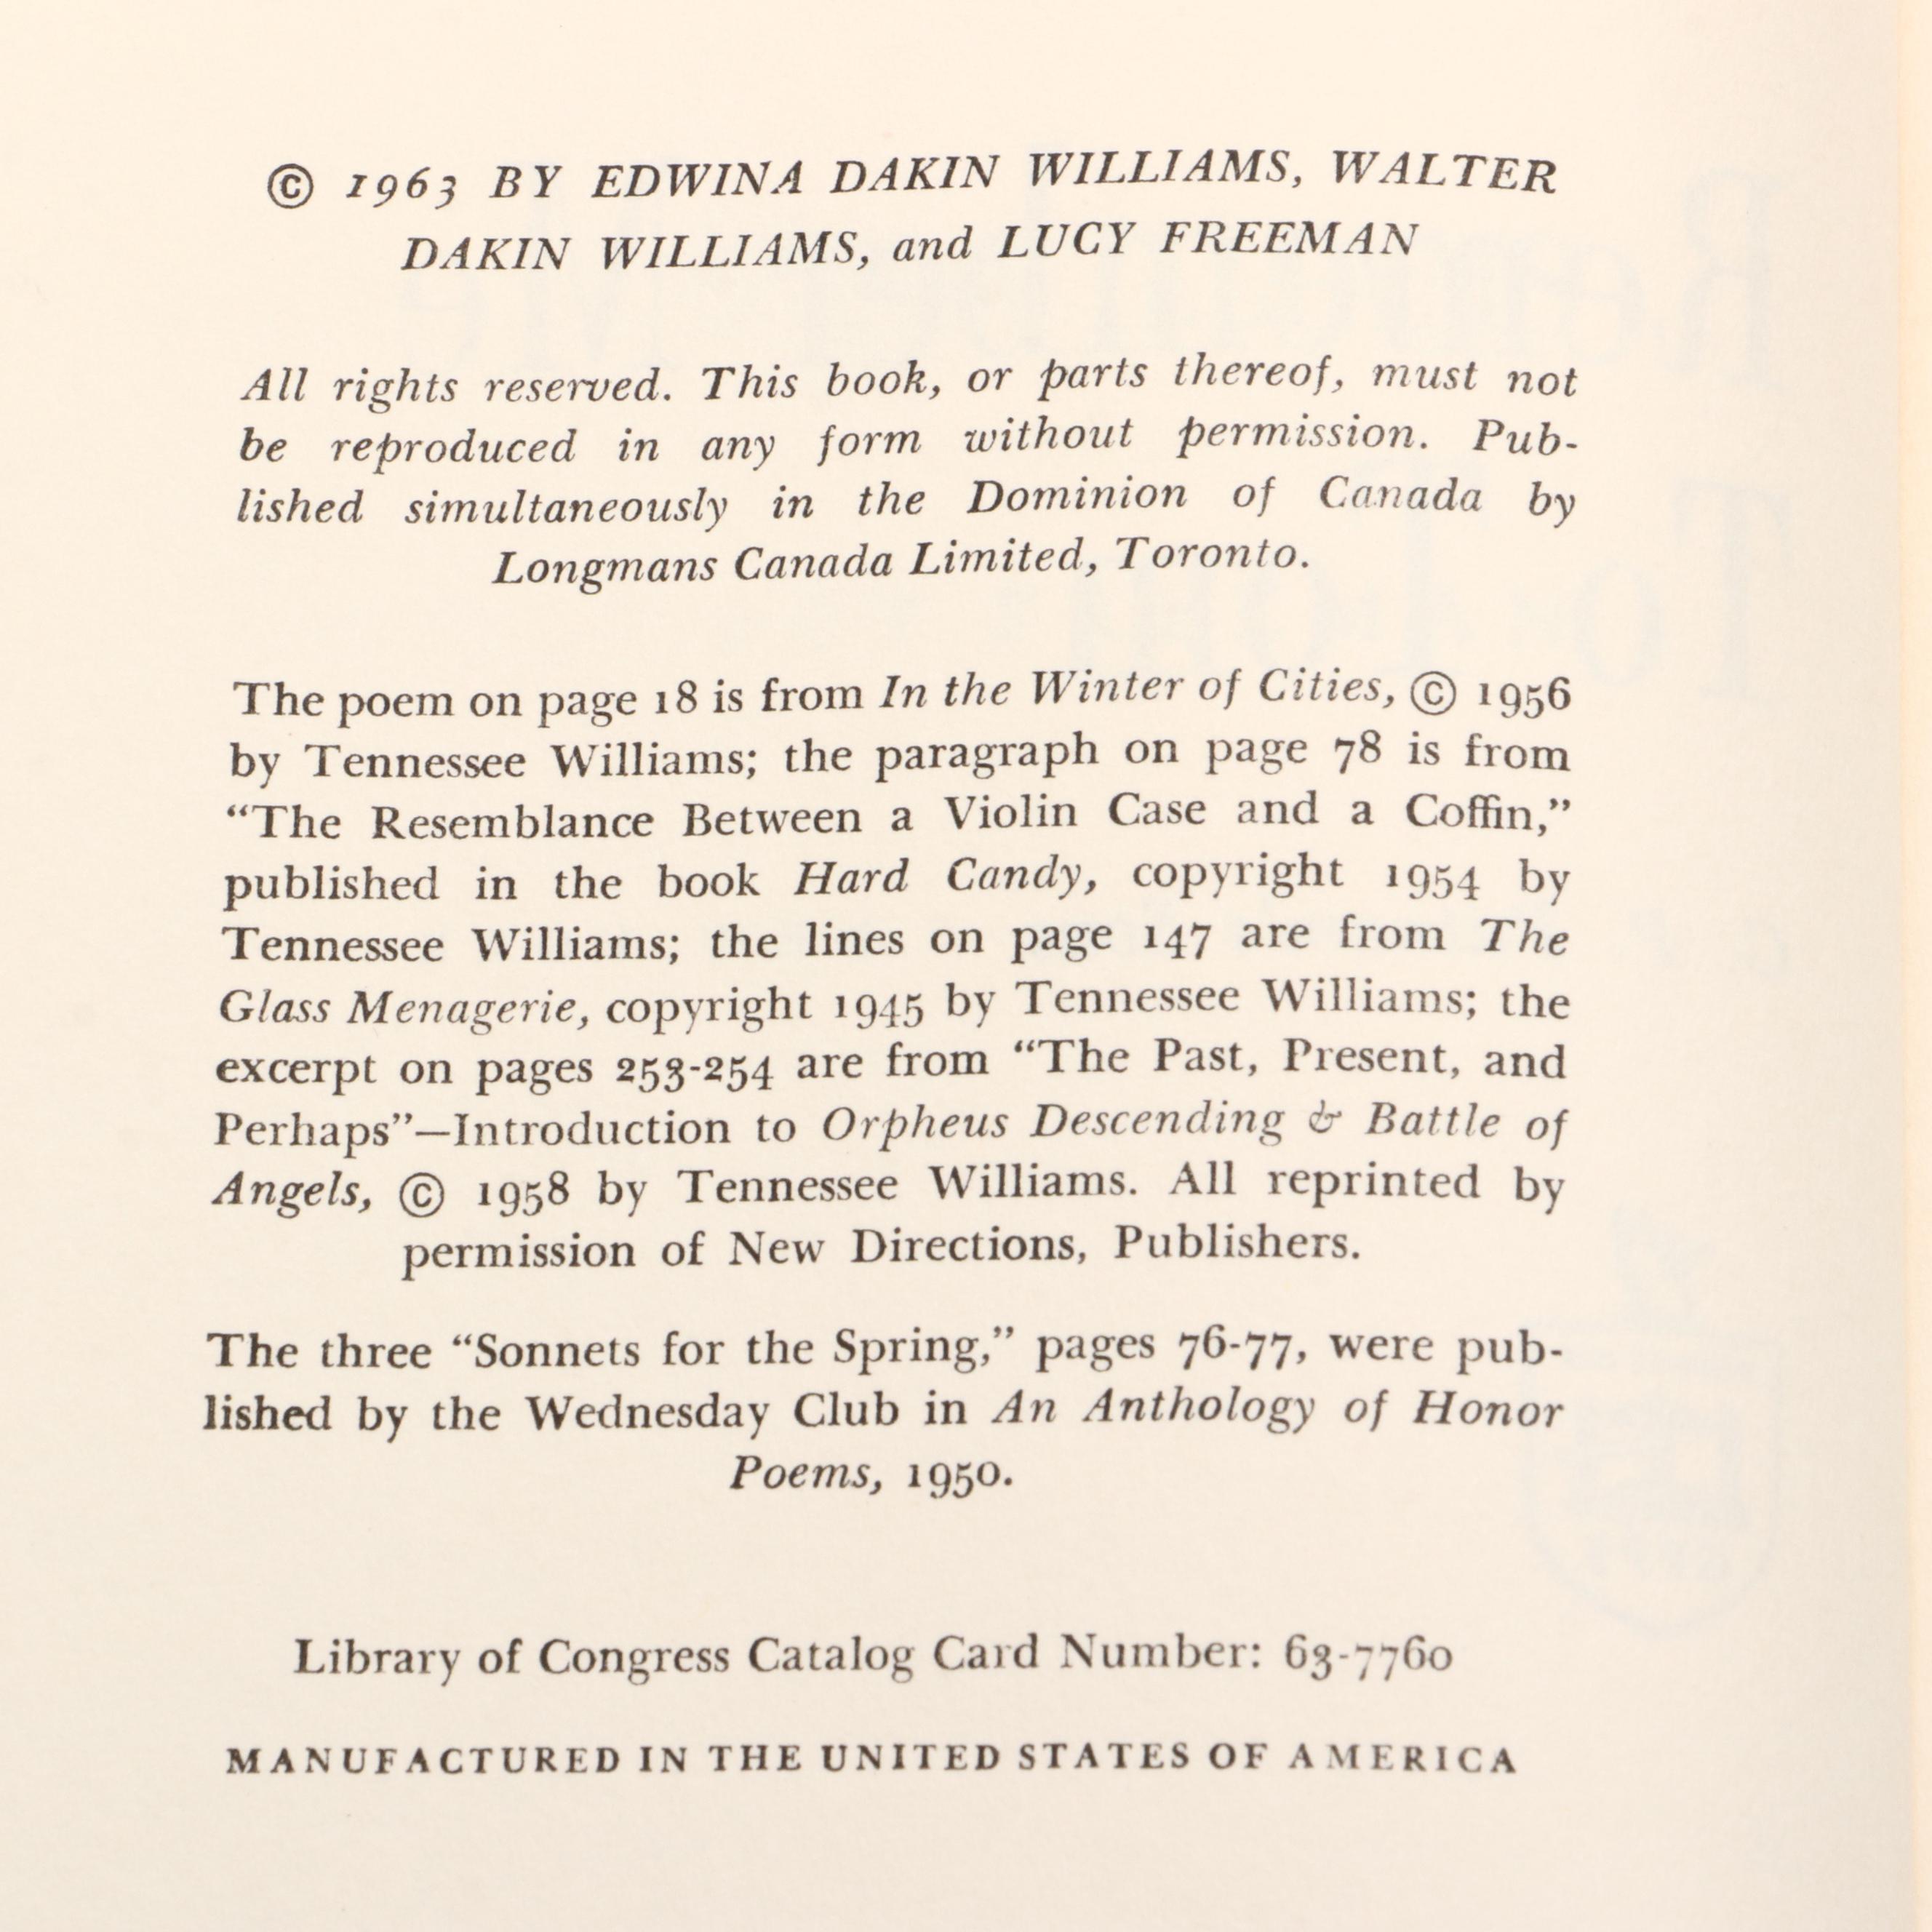 © 1963 BY EDWINA DAKIN WILLIAMS, WALTER
DAKIN WILLIAMS, and LUCY FREEMAN
All rights reserved. This book, or parts thereof, must not
be reproduced in any form without permission. Pub-
lished simultaneously in the Dominion of Canada by
Longmans Canada Limited, Toronto.
The poem on page 18 is from In the Winter of Cities, © 1956
by Tennessee Williams; the paragraph on page 78 is from
“The Resemblance Between a Violin Case and a Coffin,”
published in the book Hard Candy, copyright 1954 by
Tennessee Williams; the lines on page 147 are from The
Glass Menagerie, copyright 1945 by Tennessee Williams; the
excerpt on pages 253-254 are from “The Past, Present, and
Perhaps”—Introduction to Orpheus Descending & Battle of
Angels, © 1958 by Tennessee Williams. All reprinted by
permission of New Directions, Publishers.
The three “Sonnets for the Spring,” pages 76-77, were pub-
lished by the Wednesday Club in An Anthology of Honor
Poems, 1950.
Library of Congress Catalog Card Number: 63-7760
MANUFACTURED IN THE UNITED STATES OF AMERICA